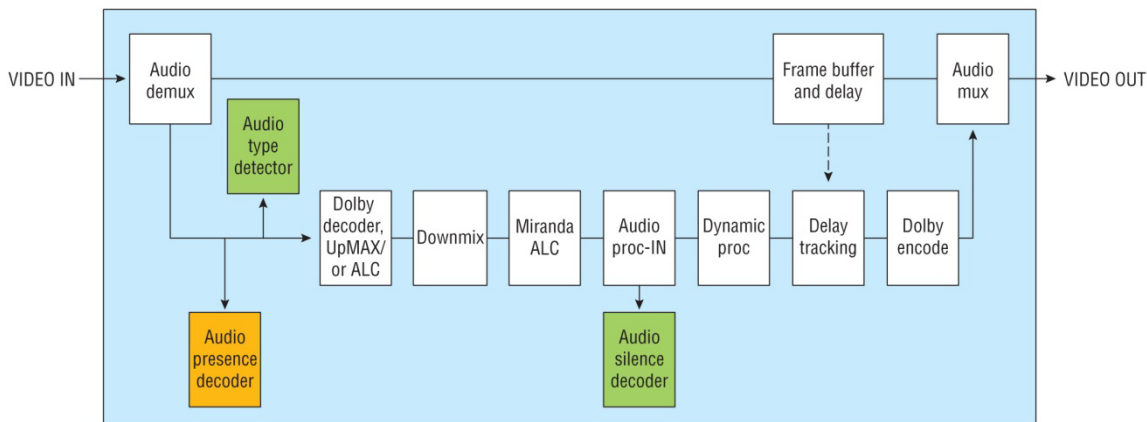 VIDEO IN
Audio
demux
Frame buffer
and delay
Audio
mux
VIDEO OUT
Audio
type
detector
Dolby
decoder,
UpMAX/
or ALC
Downmix
Miranda
ALC
Audio
proc-IN
Dynamic
proc
Delay
tracking
Dolby
encode
Audio
presence
decoder
Audio
silence
decoder